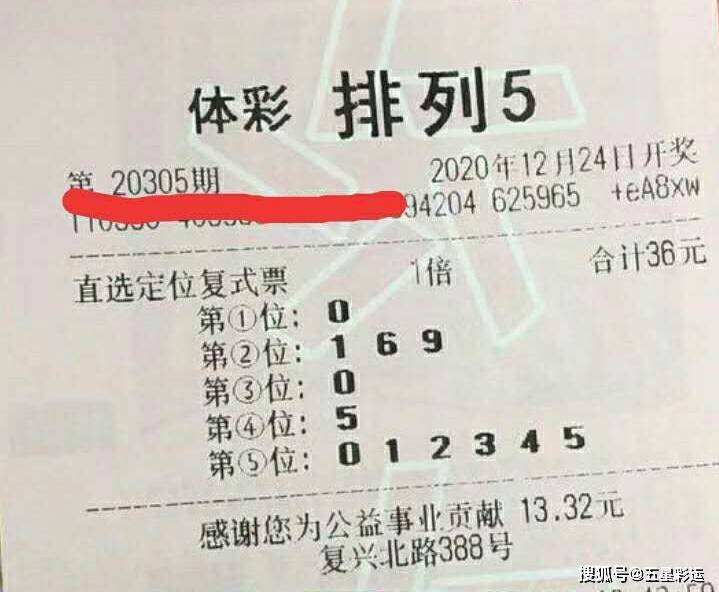 体彩 排列5
第 20305期 2020年12月24日开奖
94204 625965 +eA8xw
直选定位复式票 1倍 合计36元
第①位: 0
第②位: 1 6 9
第③位: 0
第④位: 5
第⑤位: 0 1 2 3 4 5
感谢您为公益事业贡献 13.32元
复兴北路388号
搜狐号@五星彩运